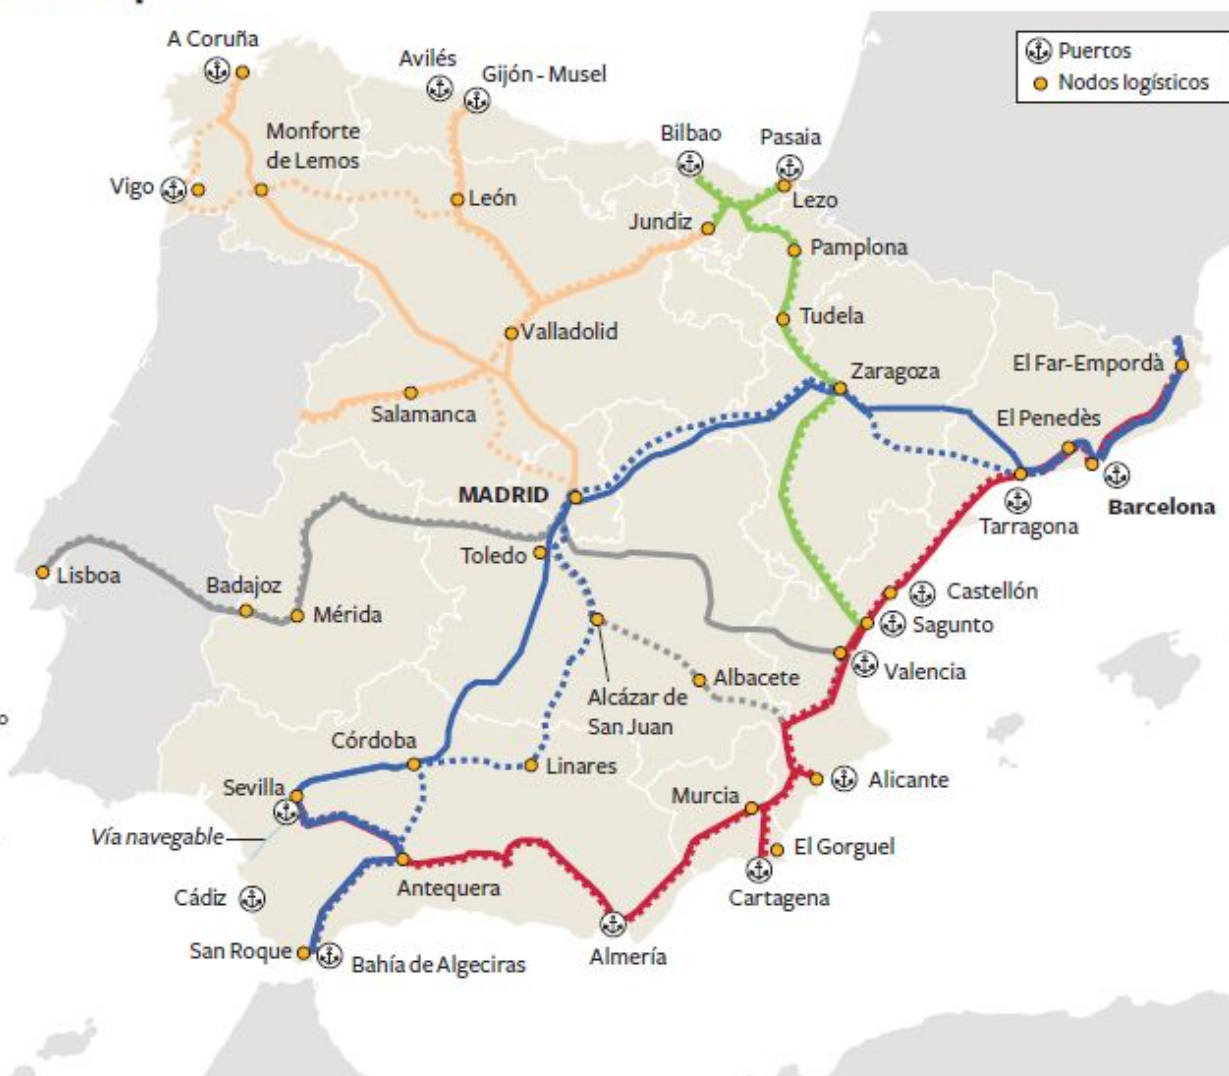 Puertos
Nodos logísticos
A Coruña
Avilés
Gijón - Musel
Monforte
de Lemos
Bilbao
Pasaia
Vigo
León
Lezo
Jundiz
Pamplona
Tudela
Valladolid
Zaragoza
El Far-Empordà
Salamanca
El Penedès
MADRID
Barcelona
Tarragona
Toledo
Lisboa
Badajoz
Mérida
Castellón
Sagunto
Valencia
Albacete
Alcázar de
San Juan
Córdoba
Linares
Sevilla
Alicante
Murcia
Vía navegable
El Gorguel
Antequera
Cádiz
Cartagena
San Roque
Bahía de Algeciras
Almería